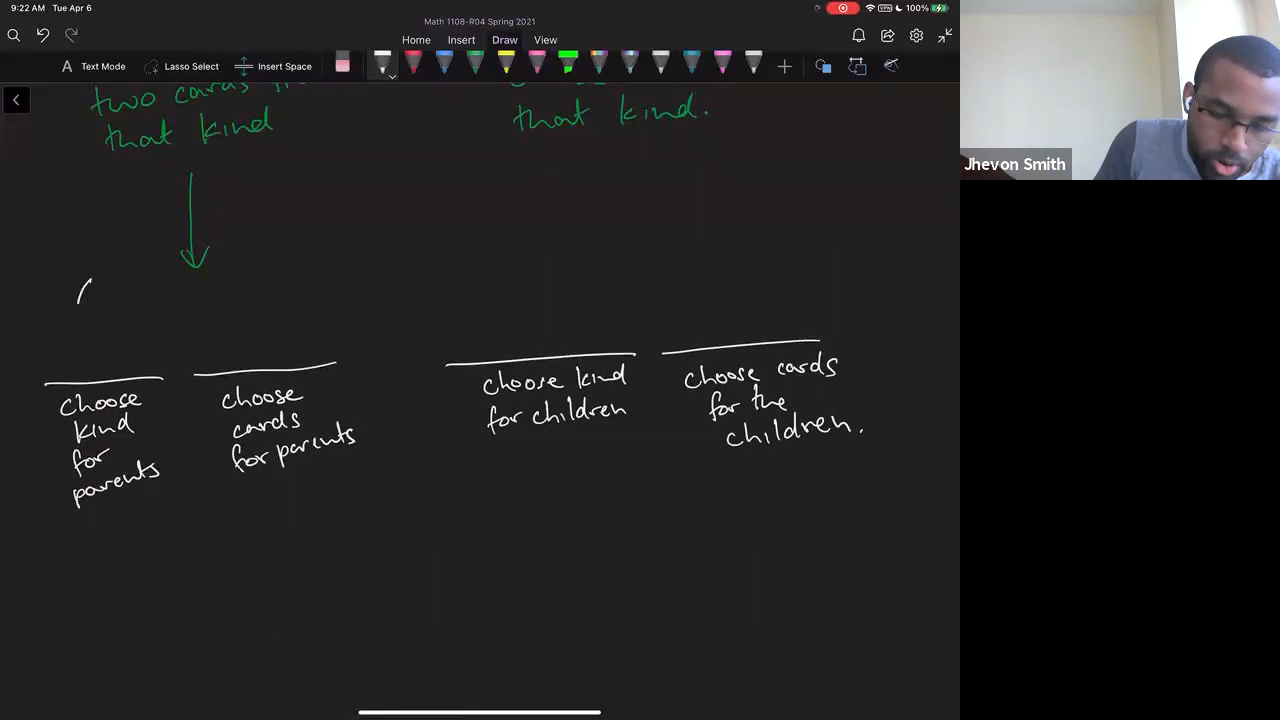 9:22 AM Tue Apr 6
VPN 100%
Math 1108-R04 Spring 2021
Home Insert Draw View
Text Mode Lasso Select Insert Space
two cards
that kind
that kind.
choose
kind
for
parents
choose
cards
for parents
choose kind
for children
choose cards
for the
children.
Jhevon Smith